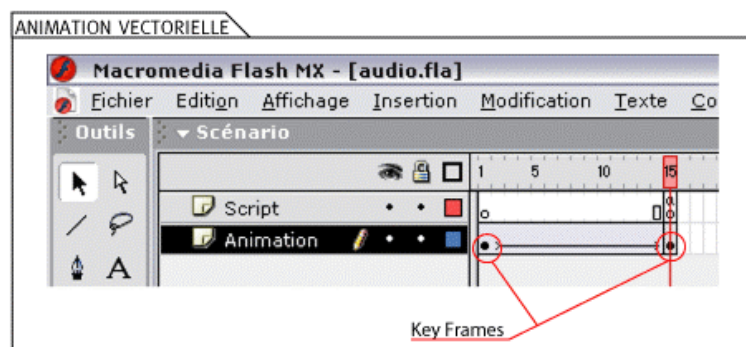 ANIMATION VECTORIELLE
Macromedia Flash MX - [audio.fla]
Fichier Edition Affichage Insertion Modification Texte Co
Outils Scénario
1 5 10 15
Script
a
Animation
A
Key Frames